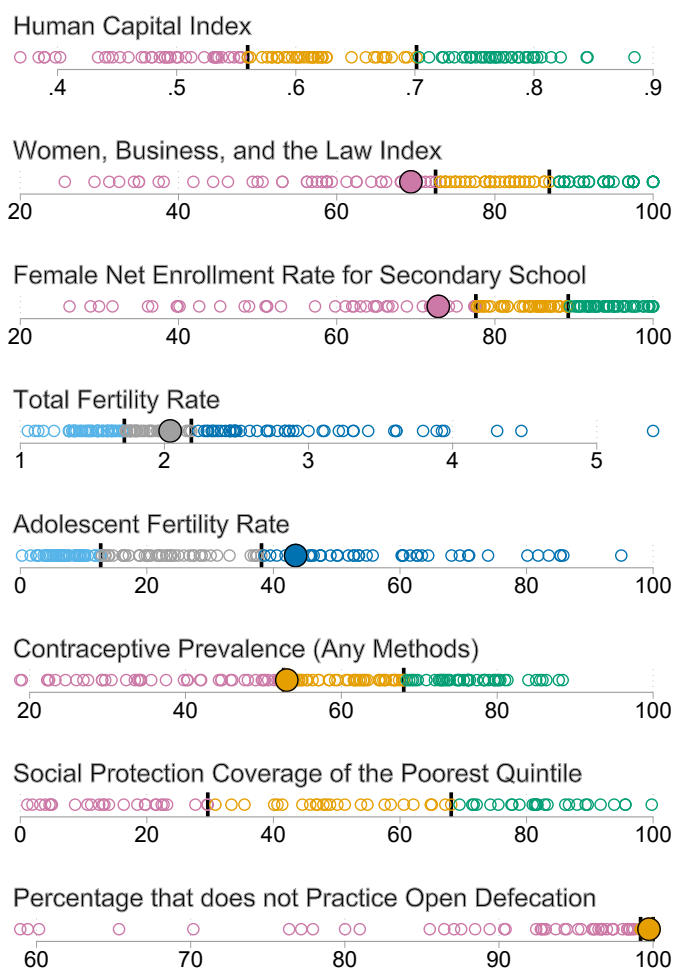 Human Capital Index
.4 .5 .6 .7 .8 .9
Women, Business, and the Law Index
20 40 60 80 100
Female Net Enrollment Rate for Secondary School
20 40 60 80 100
Total Fertility Rate
1 2 3 4 5
Adolescent Fertility Rate
0 20 40 60 80 100
Contraceptive Prevalence (Any Methods)
20 40 60 80 100
Social Protection Coverage of the Poorest Quintile
0 20 40 60 80 100
Percentage that does not Practice Open Defecation
60 70 80 90 100